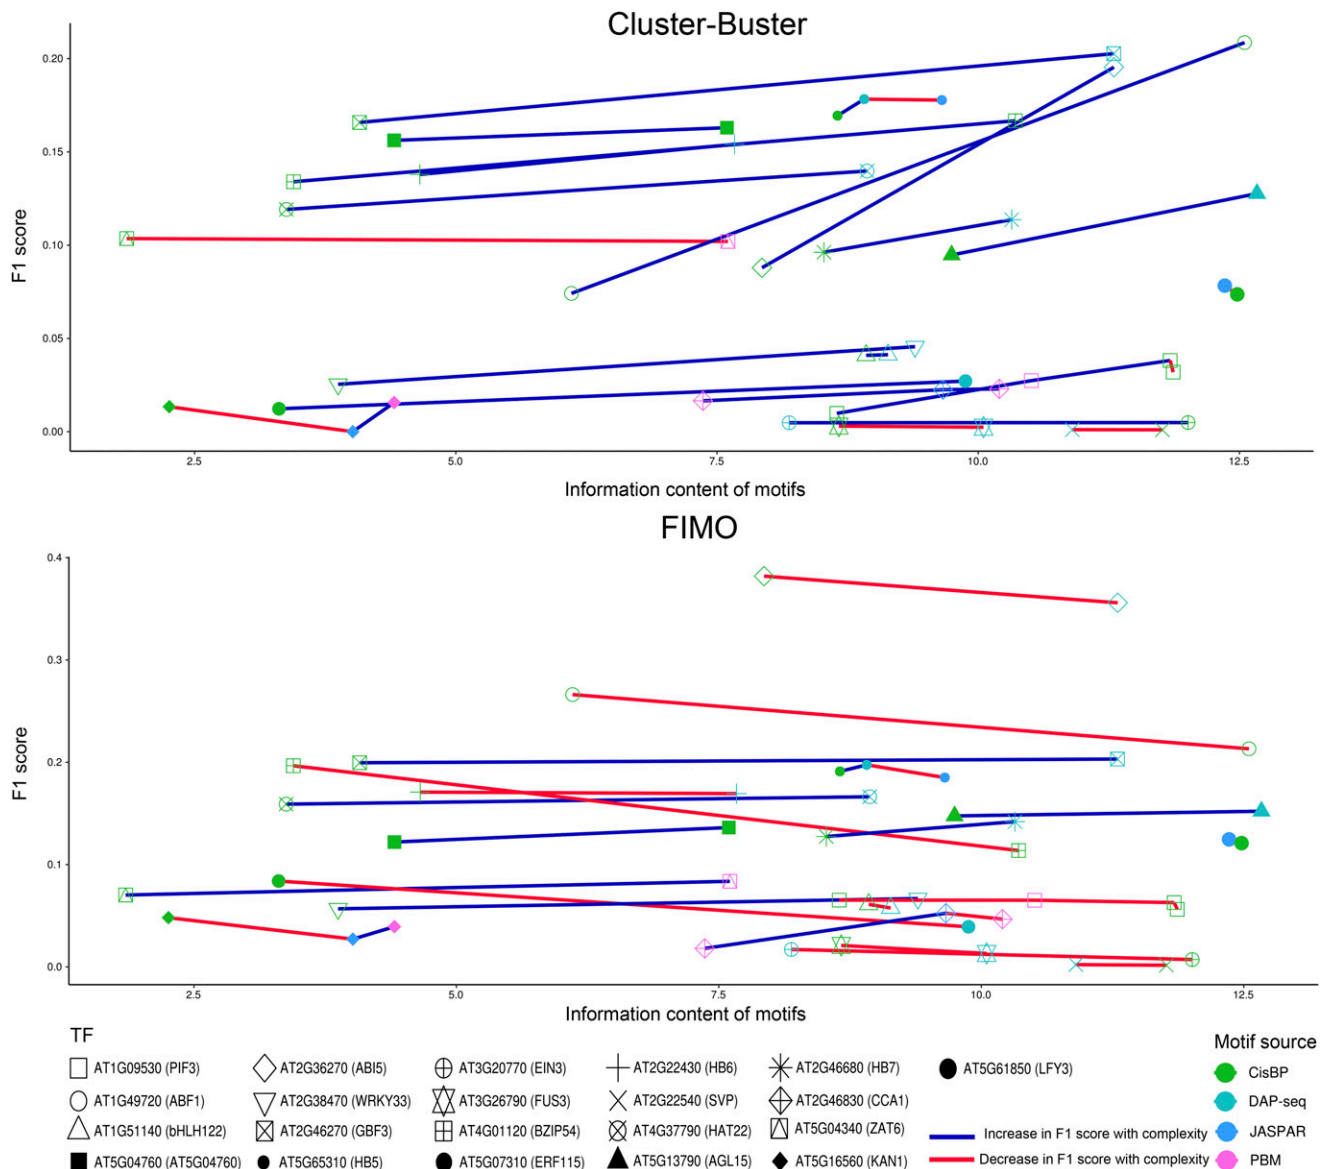 Cluster-Buster
0.20
0.15
0.10
0.05
0.00
F1 score
2.5 5.0 7.5 10.0 12.5
Information content of motifs
FIMO
0.4
0.3
0.2
0.1
0.0
F1 score
2.5 5.0 7.5 10.0 12.5
Information content of motifs
TF
AT1G09530 (PIF3) AT2G36270 (ABI5) AT3G20770 (EIN3) AT2G22430 (HB6) AT2G46680 (HB7) AT5G61850 (LFY3)
AT1G49720 (ABF1) AT2G38470 (WRKY33) AT3G26790 (FUS3) AT2G22540 (SVP) AT2G46830 (CCA1)
AT1G51140 (bHLH122) AT2G46270 (GBF3) AT4G01120 (BZIP54) AT4G37790 (HAT22) AT5G04340 (ZAT6)
AT5G04760 (AT5G04760) AT5G65310 (HB5) AT5G07310 (ERF115) AT5G13790 (AGL15) AT5G16560 (KAN1)
Increase in F1 score with complexity
Decrease in F1 score with complexity
Motif source
CisBP
DAP-seq
JASPAR
PBM